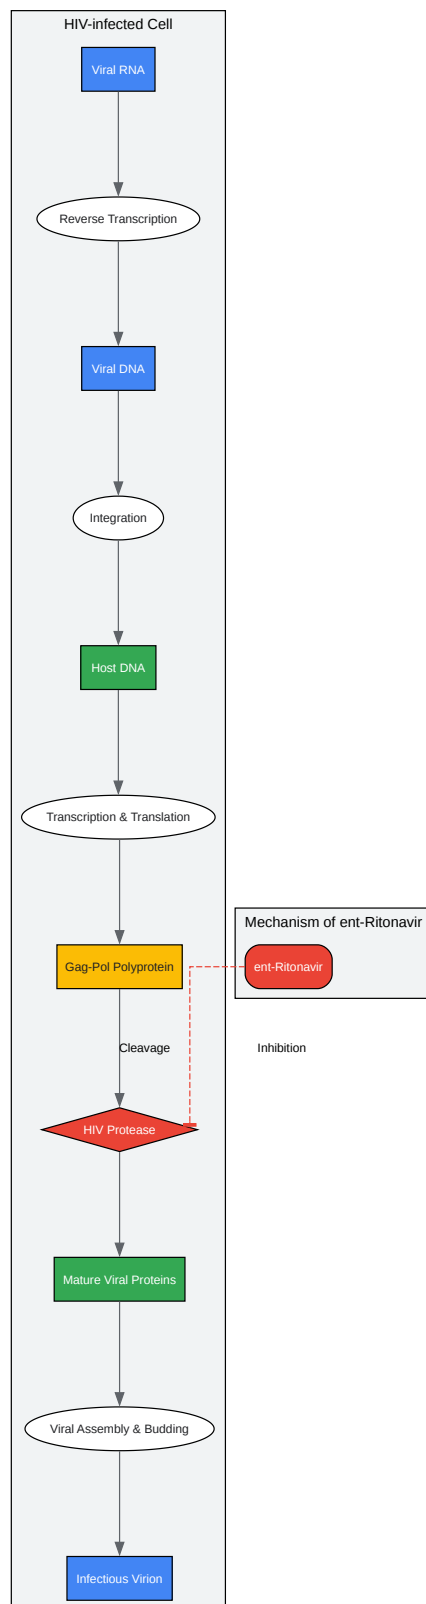 HIV-infected Cell
Viral RNA
Reverse Transcription
Viral DNA
Integration
Host DNA
Transcription & Translation
Mechanism of ent-Ritonavir
Gag-Pol Polyprotein
ent-Ritonavir
Cleavage
Inhibition
HIV Protease
Mature Viral Proteins
Viral Assembly & Budding
Infectious Virion